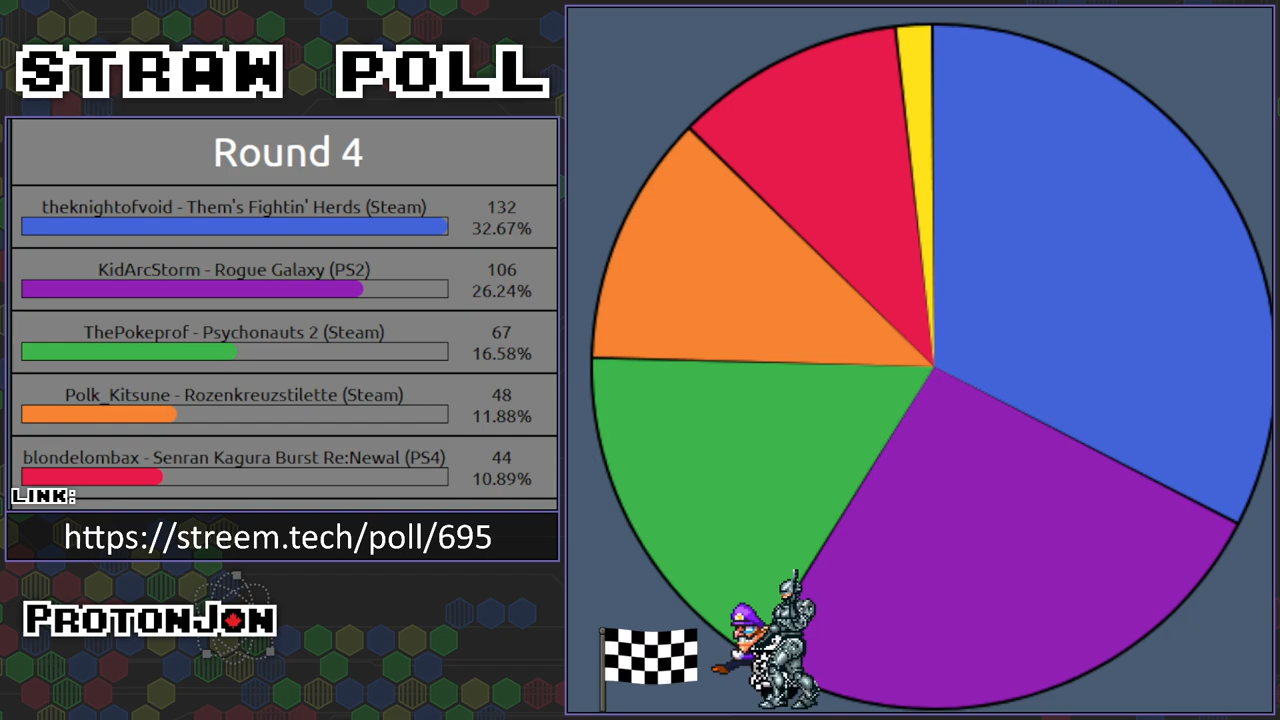 STRAW POLL
Round 4
theknightofvoid - Them's Fightin' Herds (Steam)
132
32.67%
KidArcStorm - Rogue Galaxy (PS2)
106
26.24%
ThePokeprof - Psychonauts 2 (Steam)
67
16.58%
Polk_Kitsune - Rozenkreuzstilette (Steam)
48
11.88%
blondelombax - Senran Kagura Burst Re:Newal (PS4)
44
10.89%
LINK:
https://streem.tech/poll/695
PROTONJON